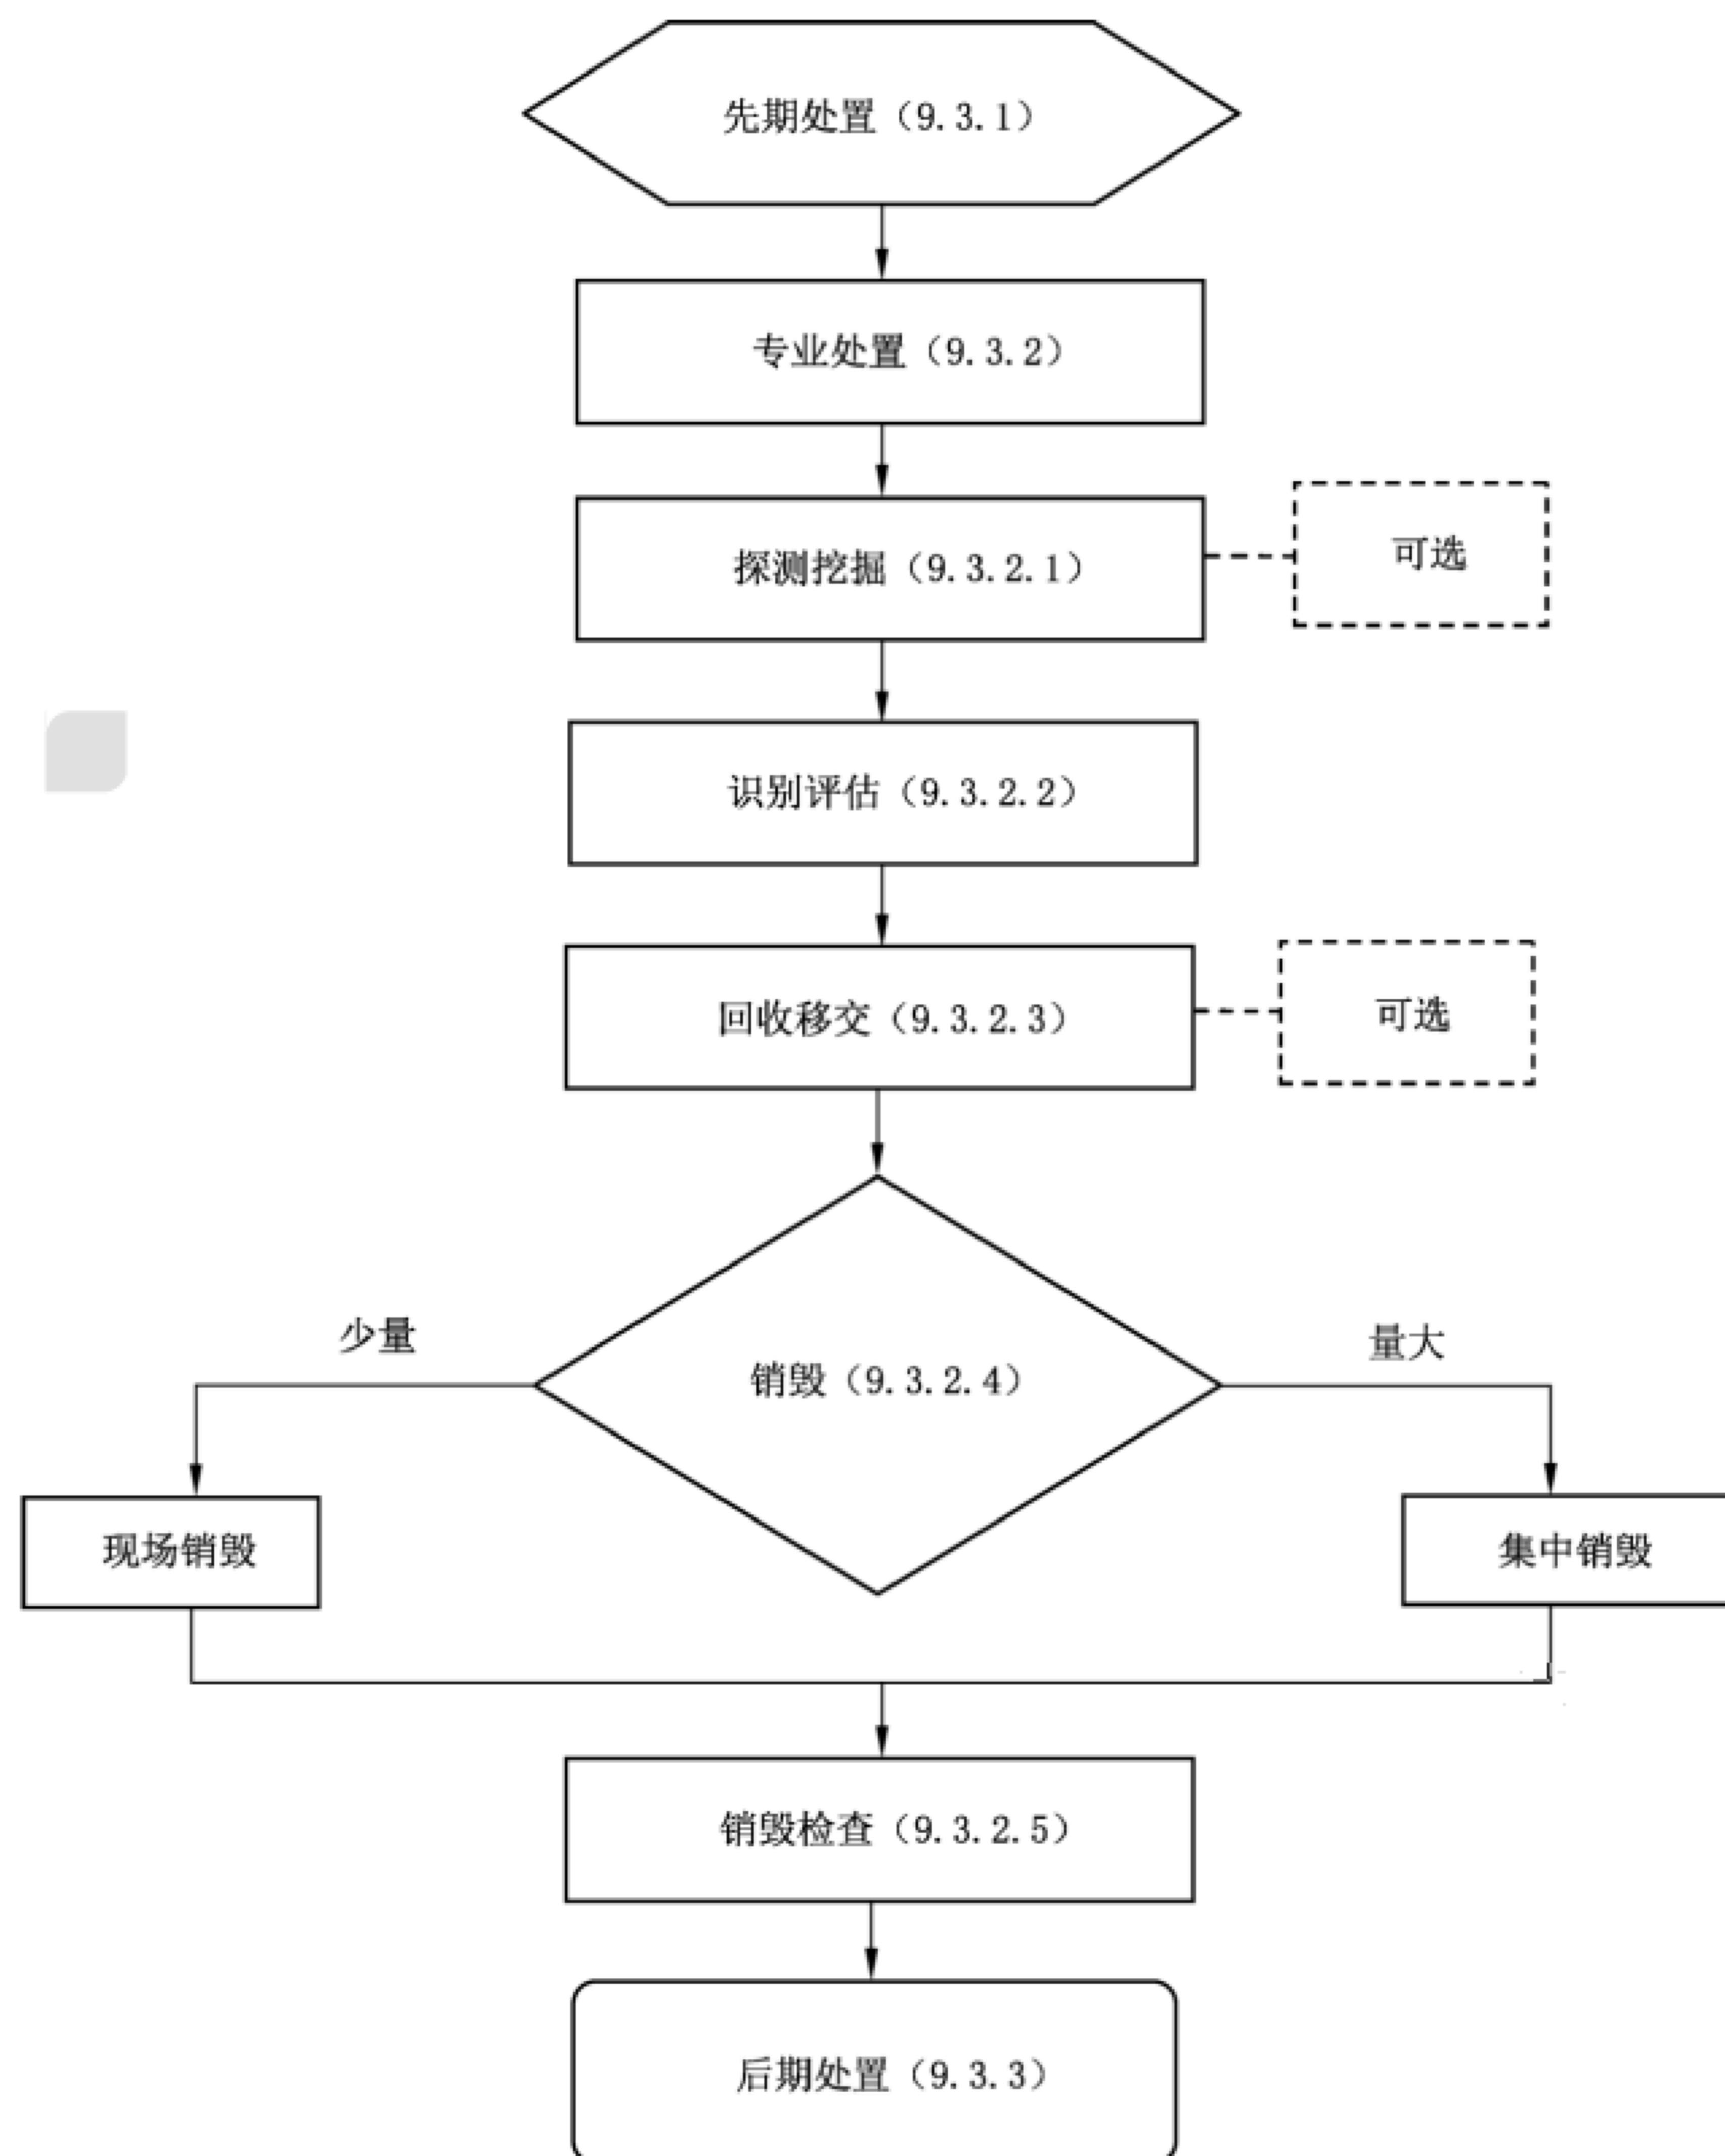 先期处置（9.3.1）
专业处置（9.3.2）
探测挖掘（9.3.2.1）
可选
识别评估（9.3.2.2）
回收移交（9.3.2.3）
可选
少量
量大
销毁（9.3.2.4）
现场销毁
集中销毁
销毁检查（9.3.2.5）
后期处置（9.3.3）